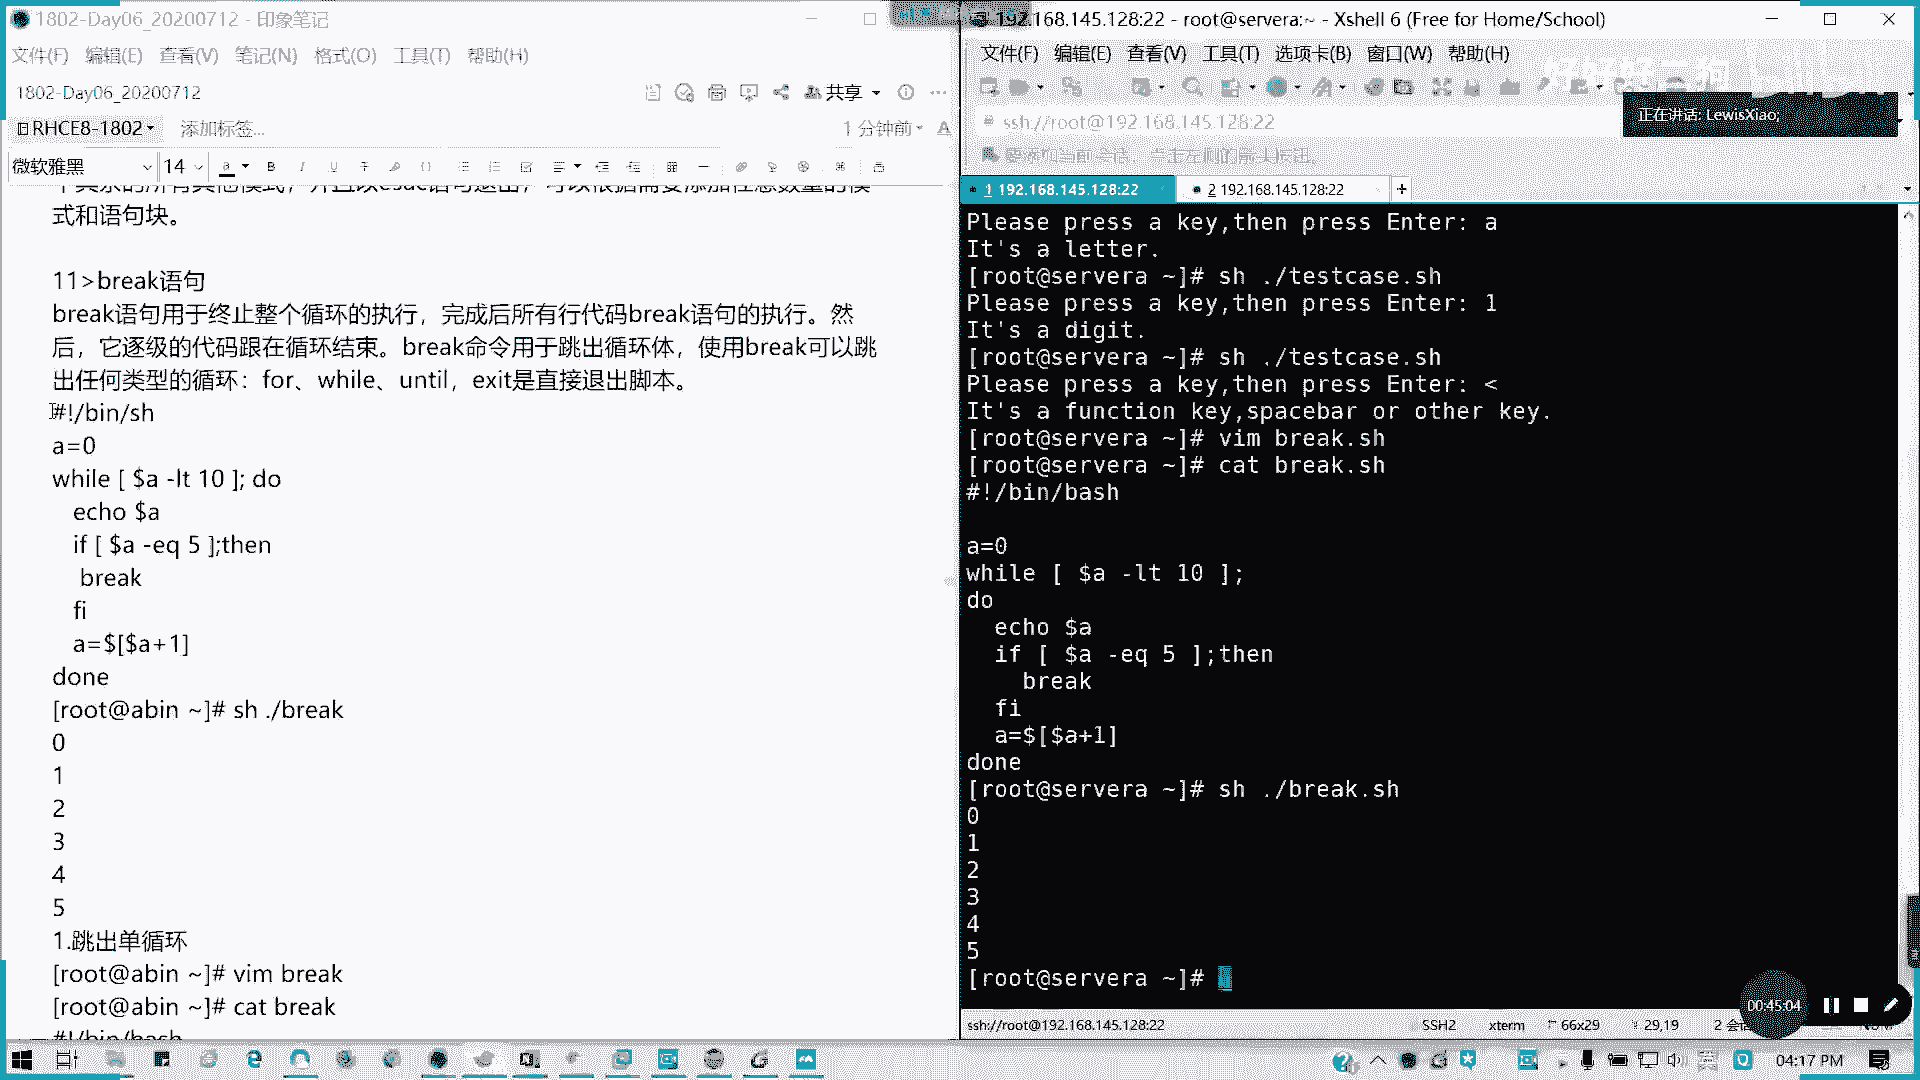 1802-Day06_20200712 - 印象笔记
文件(F) 编辑(E) 查看(V) 笔记(N) 格式(O) 工具(T) 帮助(H)
1802-Day06_20200712
共享
RHCE8-1802
添加标签...
1 分钟前
微软雅黑
14
式和语句块。
11>break语句
break语句用于终止整个循环的执行，完成后所有行代码break语句的执行。然
后，它逐级的代码跟在循环结束。break命令用于跳出循环体，使用break可以跳
出任何类型的循环：for、while、until，exit是直接退出脚本。
#!/bin/sh
a=0
while [ $a -lt 10 ]; do
echo $a
if [ $a -eq 5 ];then
break
fi
a=$[$a+1]
done
[root@abin ~]# sh ./break
0
1
2
3
4
5
1.跳出单循环
[root@abin ~]# vim break
[root@abin ~]# cat break
#!/bin/bash
192.168.145.128:22 - root@servera:~ - Xshell 6 (Free for Home/School)
文件(F) 编辑(E) 查看(V) 工具(T) 选项卡(B) 窗口(W) 帮助(H)
ssh://root@192.168.145.128:22
要添加当前会话，点击左侧的箭头按钮。
正在讲话: LewisXiao;
1 192.168.145.128:22
2 192.168.145.128:22
Please press a key,then press Enter: a
It's a letter.
[root@servera ~]# sh ./testcase.sh
Please press a key,then press Enter: 1
It's a digit.
[root@servera ~]# sh ./testcase.sh
Please press a key,then press Enter: <
It's a function key,spacebar or other key.
[root@servera ~]# vim break.sh
[root@servera ~]# cat break.sh
#!/bin/bash
a=0
while [ $a -lt 10 ];
do
echo $a
if [ $a -eq 5 ];then
break
fi
a=$[$a+1]
done
[root@servera ~]# sh ./break.sh
0
1
2
3
4
5
[root@servera ~]#
00:45:04
ssh://root@192.168.145.128:22
SSH2
xterm
66x29
29,19
04:17 PM